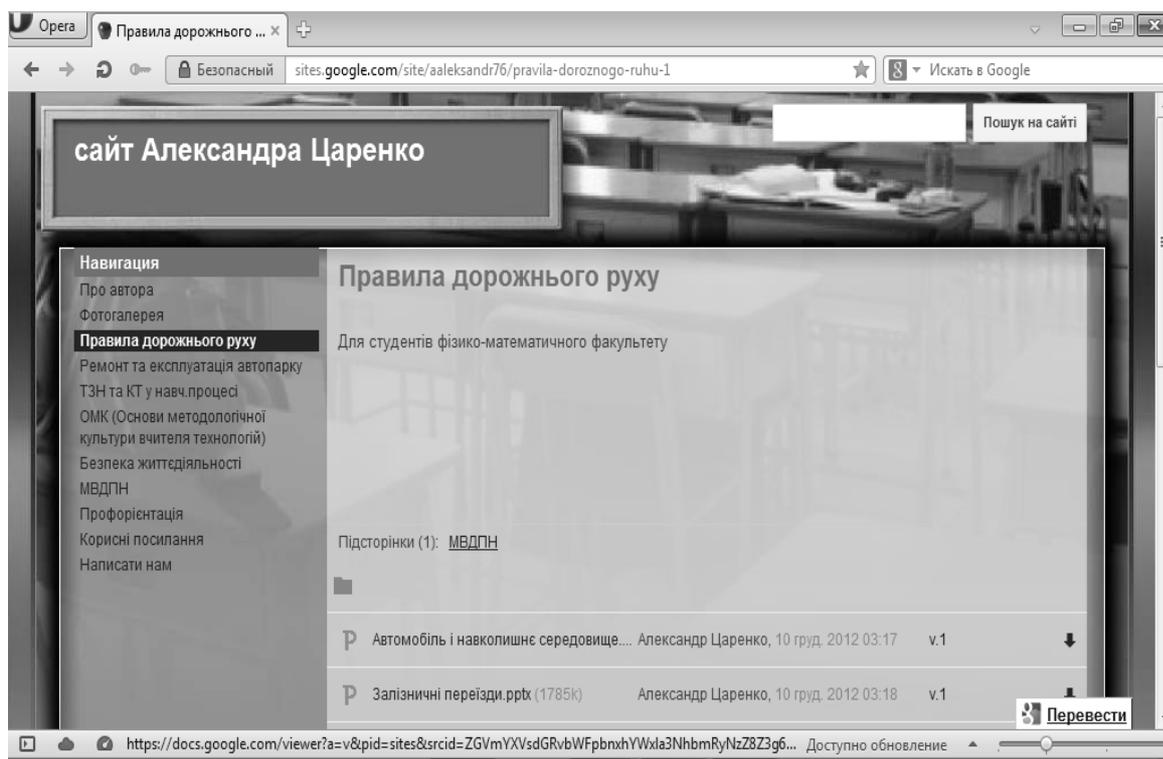 Opera
Правила дорожнього ...
Безопасный
sites.google.com/site/aaleksandr76/pravila-doroznogo-ruhu-1
Искать в Google
Пошук на сайті
сайт Александра Царенко
Навигация
Про автора
Фотогалерея
Правила дорожнього руху
Ремонт та експлуатація автопарку
ТЗН та КТ у навч.процесі
ОМК (Основи методологічної
культури вчителя технологій)
Безпека життєдіяльності
МВДПН
Профорієнтація
Корисні посилання
Написати нам
Правила дорожнього руху
Для студентів фізико-математичного факультету
Підсторінки (1): МВДПН
Автомобіль і навколишнє середовище.... Александр Царенко, 10 груд. 2012 03:17 v.1
Залізничні переїзди.pptx (1785k) Александр Царенко, 10 груд. 2012 03:18 v.1
Перевести
https://docs.google.com/viewer?a=v&pid=sites&srcid=ZGVmYXVsdGRvbWFpbnxhYWxla3NhbmRyNzZ8Z3g6...
Доступно обновление